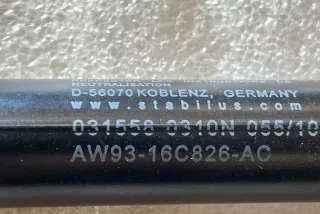 NEUTRALISATION
D-56070 KOBLENZ, GERMANY
www.stabilus.com
031558 0310N 055/10
AW93-16C826-AC